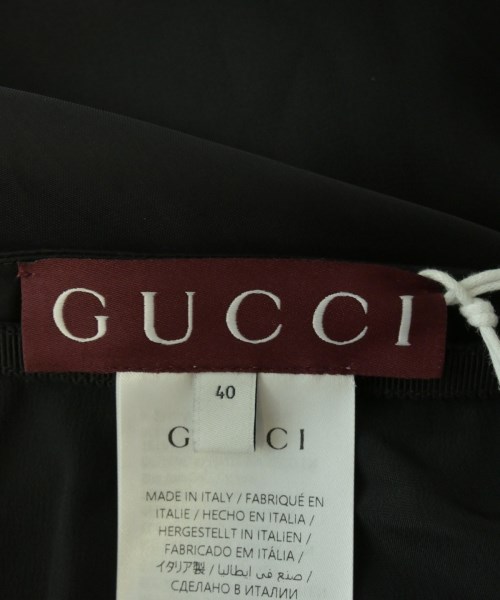 GUCCI
40
G CI
MADE IN ITALY / FABRIQUÉ EN
ITALIE / HECHO EN ITALIA /
HERGESTELLT IN ITALIEN /
FABRICADO EM ITÁLIA /
イタリア製 / صنع في ايطاليا /
СДЕЛАНО В ИТАЛИИ